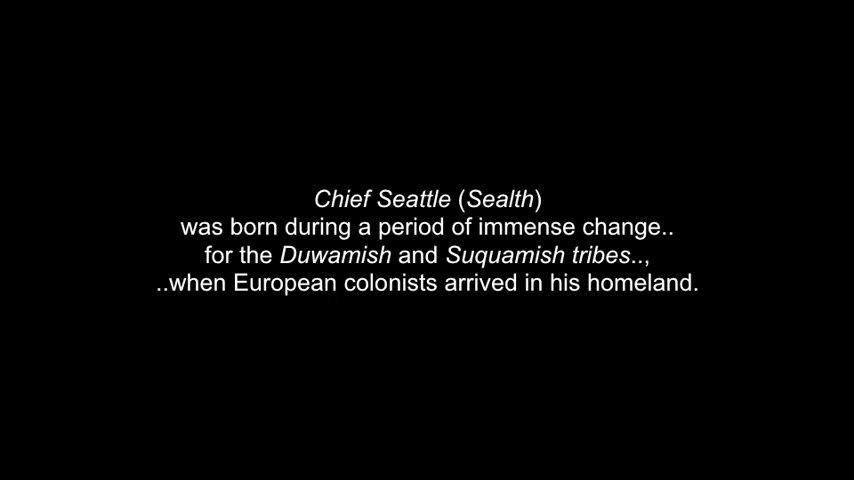 Chief Seattle (Sealth)
was born during a period of immense change..
for the Duwamish and Suquamish tribes..,
..when European colonists arrived in his homeland.